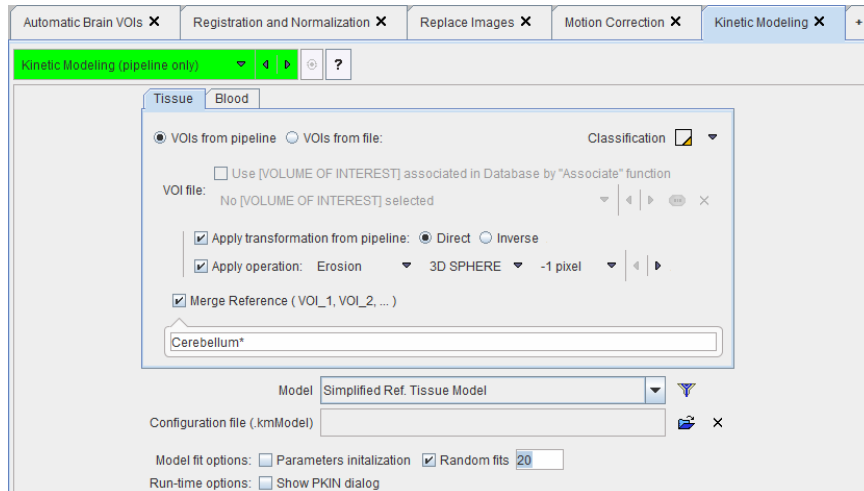 Automatic Brain VOIs × Registration and Normalization × Replace Images × Motion Correction × Kinetic Modeling × +
Kinetic Modeling (pipeline only) ?
Tissue Blood
VOIs from pipeline VOIs from file: Classification
Use [VOLUME OF INTEREST] associated in Database by "Associate" function
VOI file:
No [VOLUME OF INTEREST] selected
Apply transformation from pipeline: Direct Inverse
Apply operation: Erosion 3D SPHERE -1 pixel
Merge Reference ( VOI_1, VOI_2, ... )
Cerebellum*
Model Simplified Ref. Tissue Model
Configuration file (.kmModel)
Model fit options: Parameters initalization Random fits 20
Run-time options: Show PKIN dialog